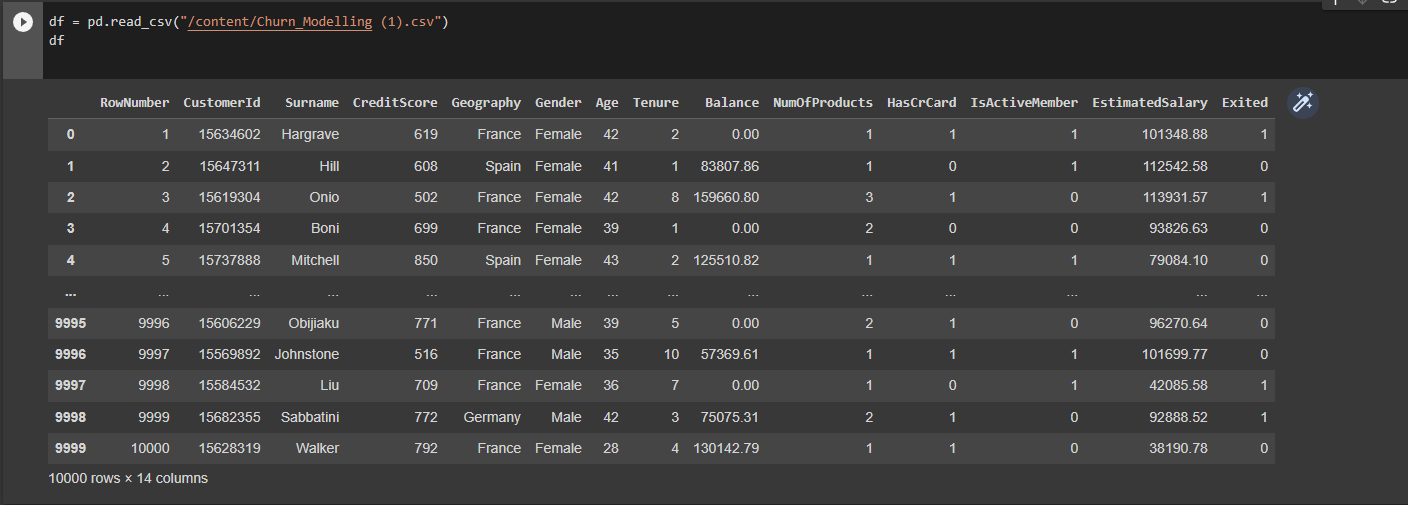 df = pd.read_csv("/content/Churn_Modelling (1).csv")
df
RowNumber CustomerId Surname CreditScore Geography Gender Age Tenure Balance NumOfProducts HasCrCard IsActiveMember EstimatedSalary Exited
0 1 15634602 Hargrave 619 France Female 42 2 0.00 1 1 1 101348.88 1
1 2 15647311 Hill 608 Spain Female 41 1 83807.86 1 0 1 112542.58 0
2 3 15619304 Onio 502 France Female 42 8 159660.80 3 1 0 113931.57 1
3 4 15701354 Boni 699 France Female 39 1 0.00 2 0 0 93826.63 0
4 5 15737888 Mitchell 850 Spain Female 43 2 125510.82 1 1 1 79084.10 0
... ... ... ... ... ... ... ... ... ... ... ... ... ... ...
9995 9996 15606229 Obijiaku 771 France Male 39 5 0.00 2 1 0 96270.64 0
9996 9997 15569892 Johnstone 516 France Male 35 10 57369.61 1 1 1 101699.77 0
9997 9998 15584532 Liu 709 France Female 36 7 0.00 1 0 1 42085.58 1
9998 9999 15682355 Sabbatini 772 Germany Male 42 3 75075.31 2 1 0 92888.52 1
9999 10000 15628319 Walker 792 France Female 28 4 130142.79 1 1 0 38190.78 0
10000 rows × 14 columns